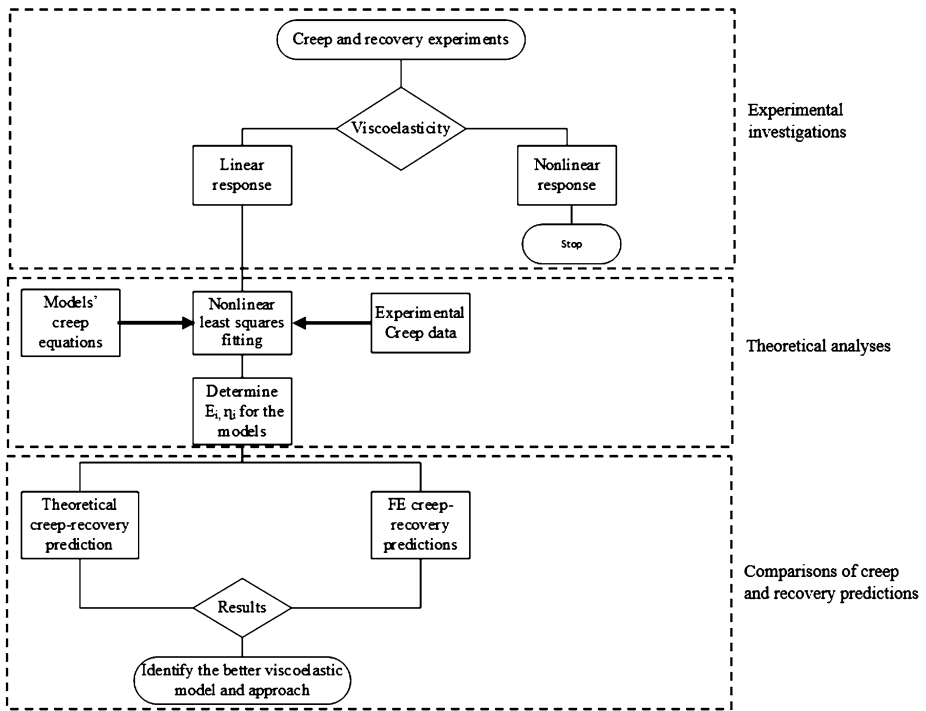 Creep and recovery experiments
Viscoelasticity
Linear
response
Nonlinear
response
Stop
Experimental
investigations
Models'
creep
equations
Nonlinear
least squares
fitting
Experimental
Creep data
Determine
Ei, ηi for the
models
Theoretical analyses
Theoretical
creep-recovery
prediction
FE creep-
recovery
predictions
Results
Identify the better viscoelastic
model and approach
Comparisons of creep
and recovery predictions